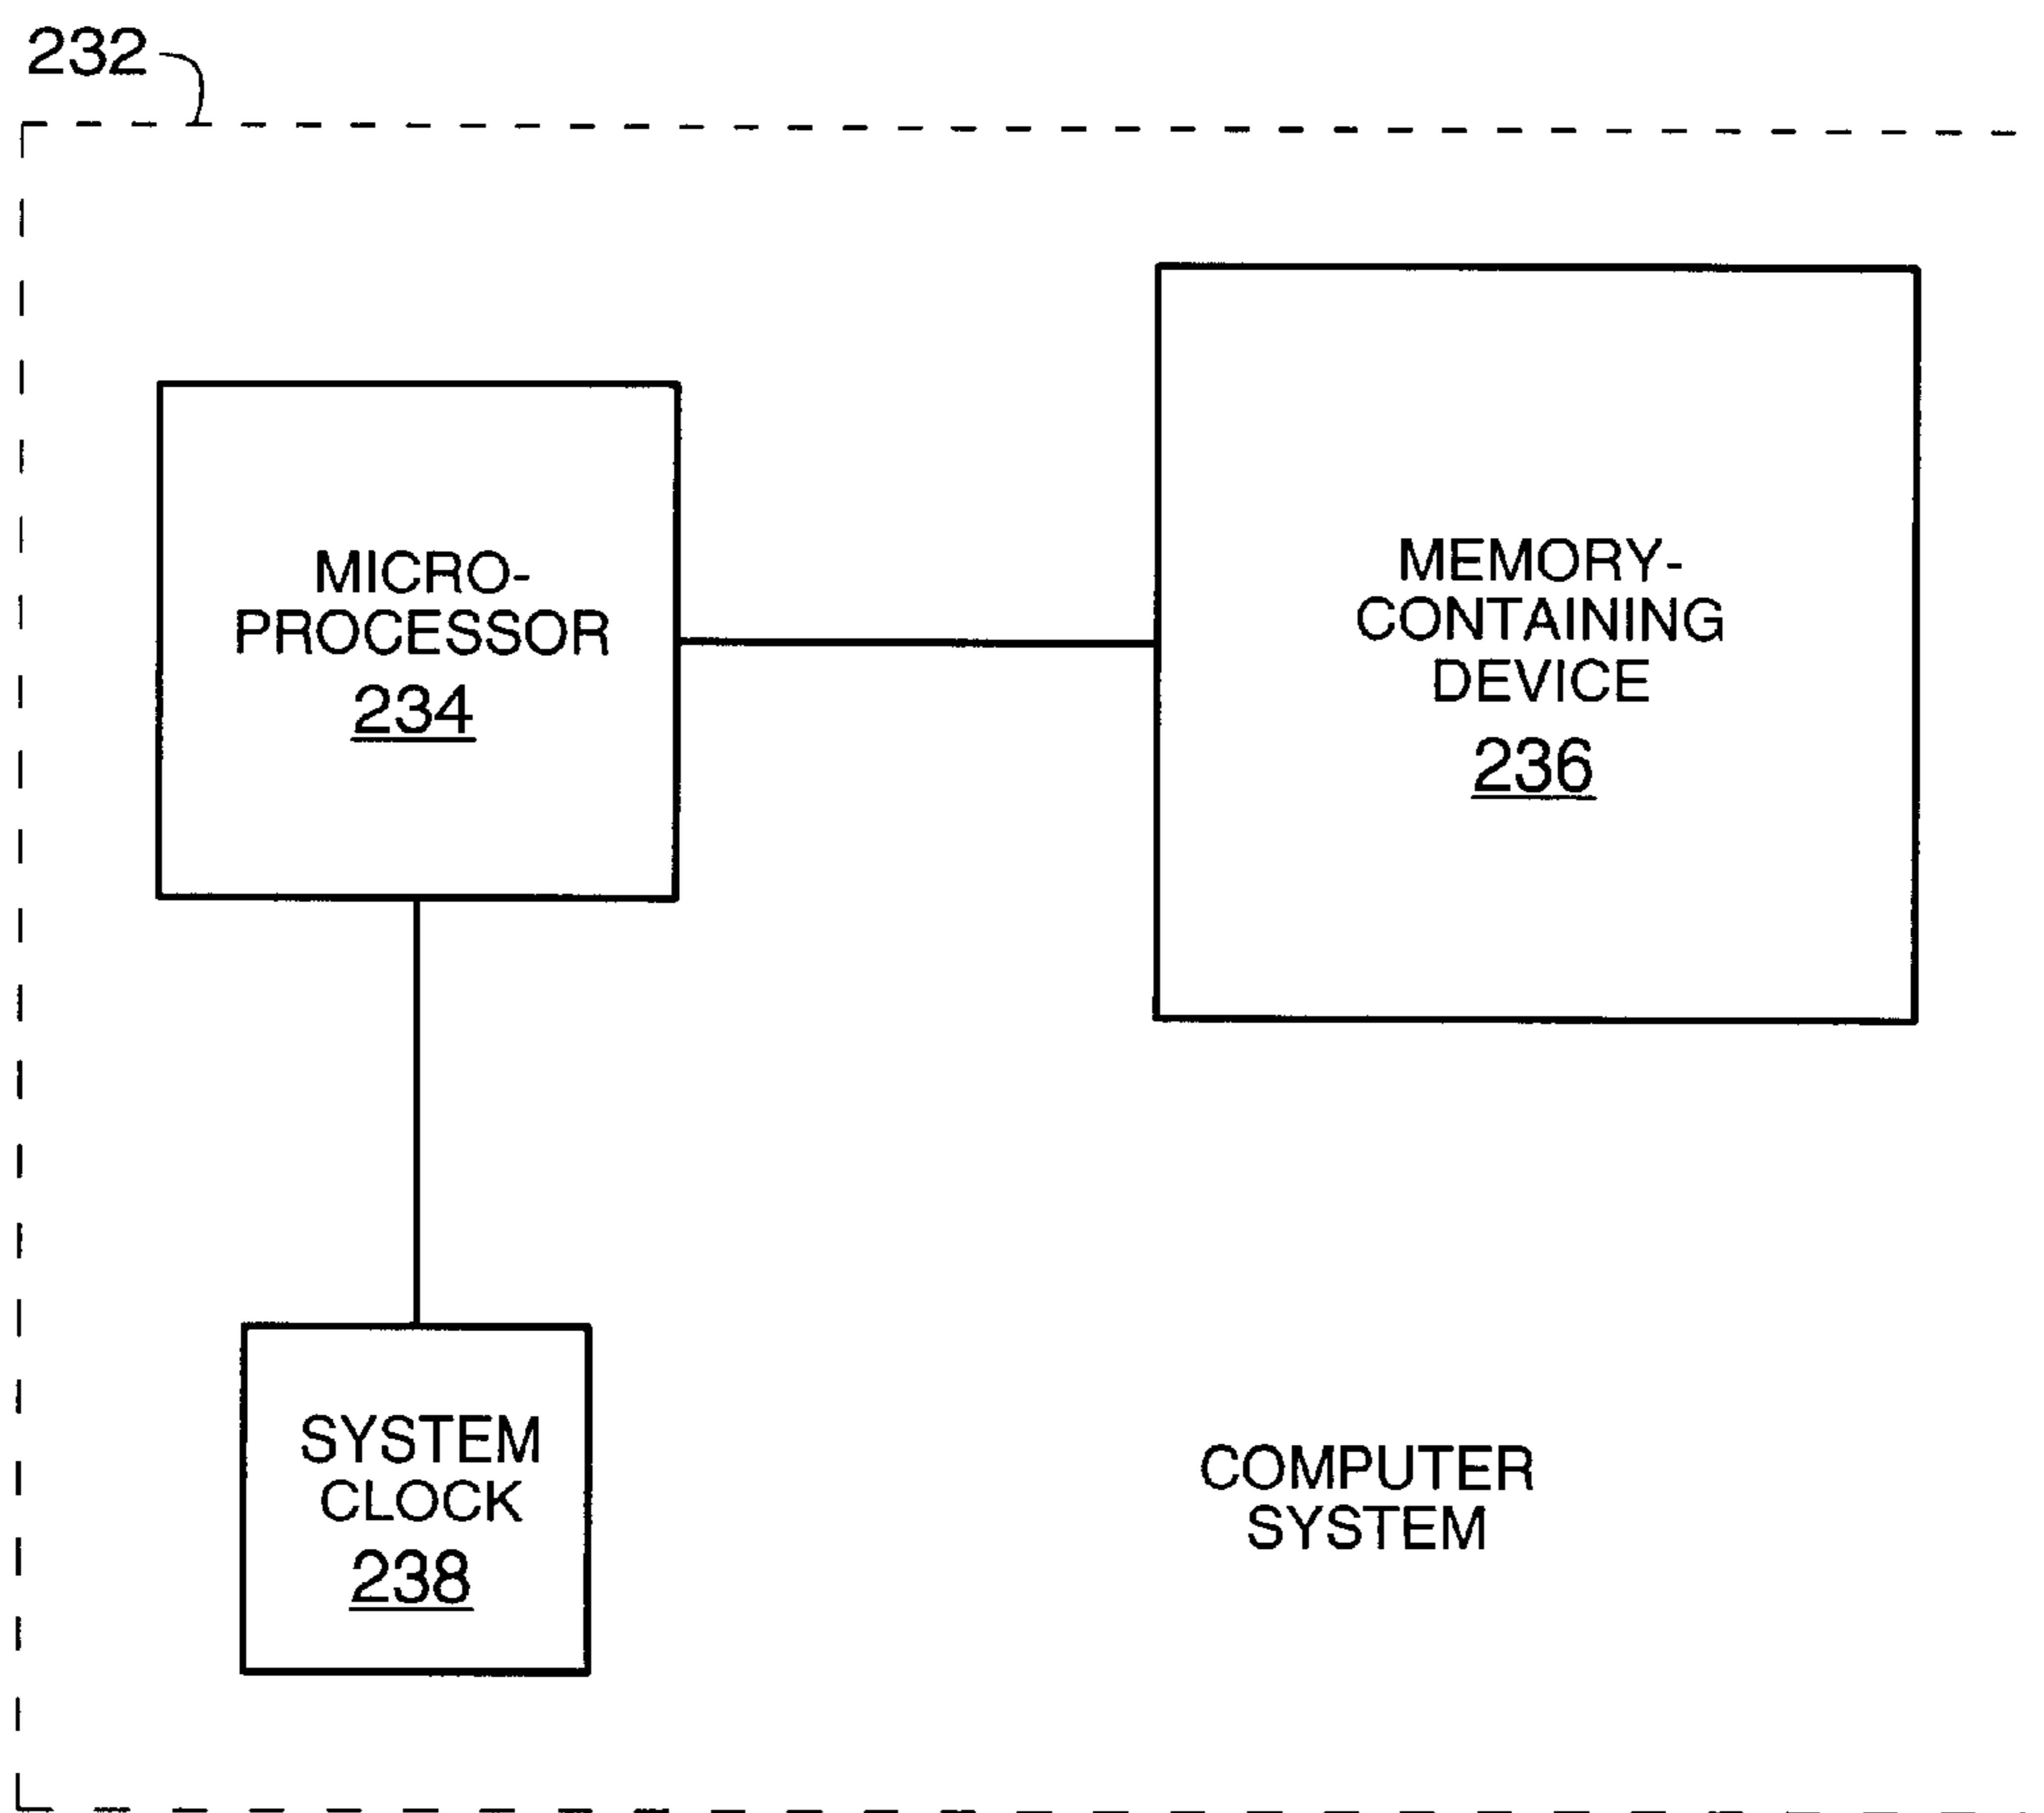 232
MICRO-
PROCESSOR
234
MEMORY-
CONTAINING
DEVICE
236
SYSTEM
CLOCK
238
COMPUTER
SYSTEM